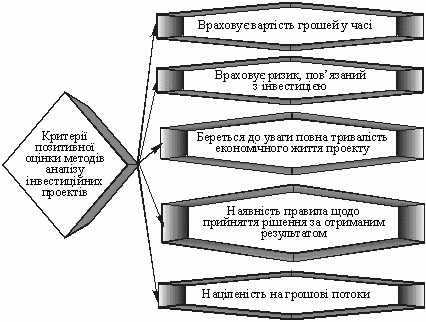 Критерії
позитивної
оцінки методів
аналізу
інвестиційних
проектів
Враховує вартість грошей у часі
Враховує ризик, пов’язаний
з інвестицією
Береться до уваги повна тривалість
економічного життя проекту
Наявність правила щодо
прийняття рішення за отриманим
результатом
Націленість на грошові потоки